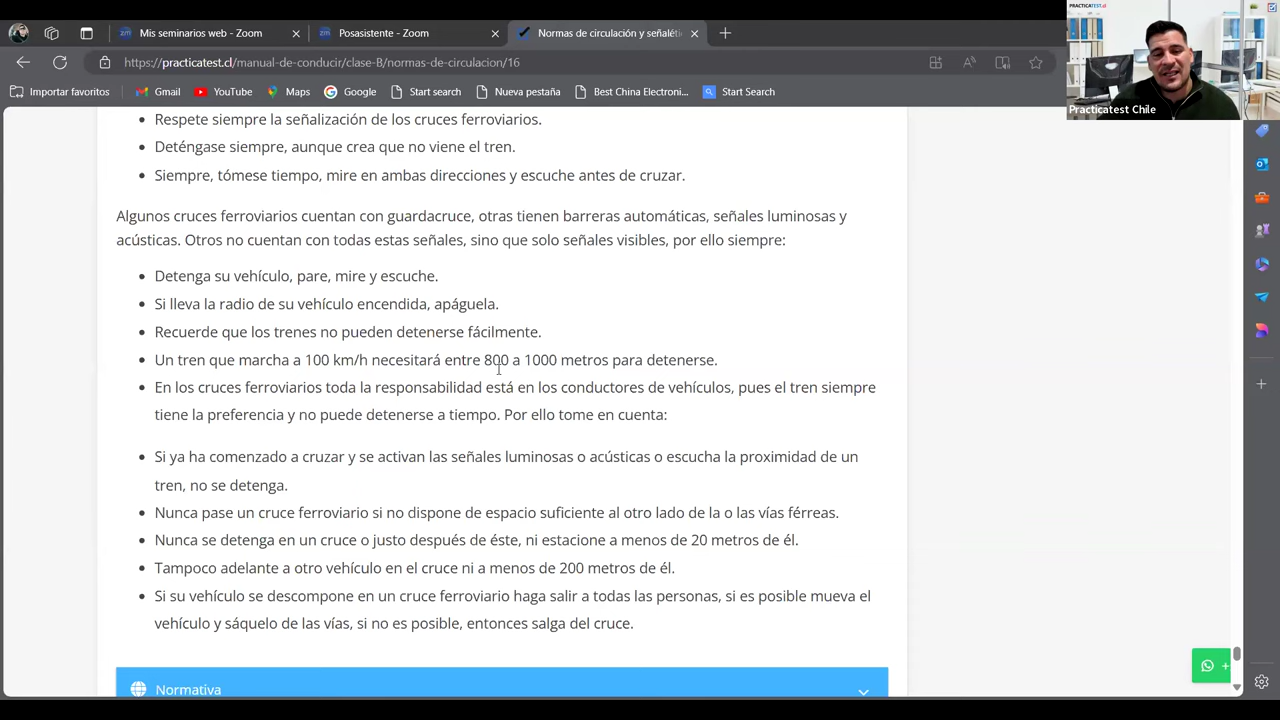 PRACTICATEST.cl
Mis seminarios web - Zoom
Posasistente - Zoom
Normas de circulación y señaléti
https://practicatest.cl/manual-de-conducir/clase-B/normas-de-circulacion/16
Importar favoritos
Gmail
YouTube
Maps
Google
Start search
Nueva pestaña
Best China Electroni...
Start Search
Practicatest Chile
Respete siempre la señalización de los cruces ferroviarios.
Deténgase siempre, aunque crea que no viene el tren.
Siempre, tómese tiempo, mire en ambas direcciones y escuche antes de cruzar.
Algunos cruces ferroviarios cuentan con guardacruce, otras tienen barreras automáticas, señales luminosas y
acústicas. Otros no cuentan con todas estas señales, sino que solo señales visibles, por ello siempre:
Detenga su vehículo, pare, mire y escuche.
Si lleva la radio de su vehículo encendida, apáguela.
Recuerde que los trenes no pueden detenerse fácilmente.
Un tren que marcha a 100 km/h necesitará entre 800 a 1000 metros para detenerse.
En los cruces ferroviarios toda la responsabilidad está en los conductores de vehículos, pues el tren siempre
tiene la preferencia y no puede detenerse a tiempo. Por ello tome en cuenta:
Si ya ha comenzado a cruzar y se activan las señales luminosas o acústicas o escucha la proximidad de un
tren, no se detenga.
Nunca pase un cruce ferroviario si no dispone de espacio suficiente al otro lado de la o las vías férreas.
Nunca se detenga en un cruce o justo después de éste, ni estacione a menos de 20 metros de él.
Tampoco adelante a otro vehículo en el cruce ni a menos de 200 metros de él.
Si su vehículo se descompone en un cruce ferroviario haga salir a todas las personas, si es posible mueva el
vehículo y sáquelo de las vías, si no es posible, entonces salga del cruce.
Normativa